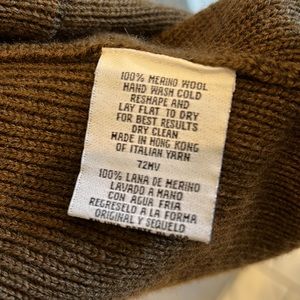 100% MERINO WOOL
HAND WASH COLD
RESHAPE AND
LAY FLAT TO DRY
FOR BEST RESULTS
DRY CLEAN
MADE IN HONG KONG
OF ITALIAN YARN
72MV
100% LANA DE MERINO
LAVADO A MANO
CON AGUA FRIA
REGRESELO A LA FORMA
ORIGINAL Y SEQUELO